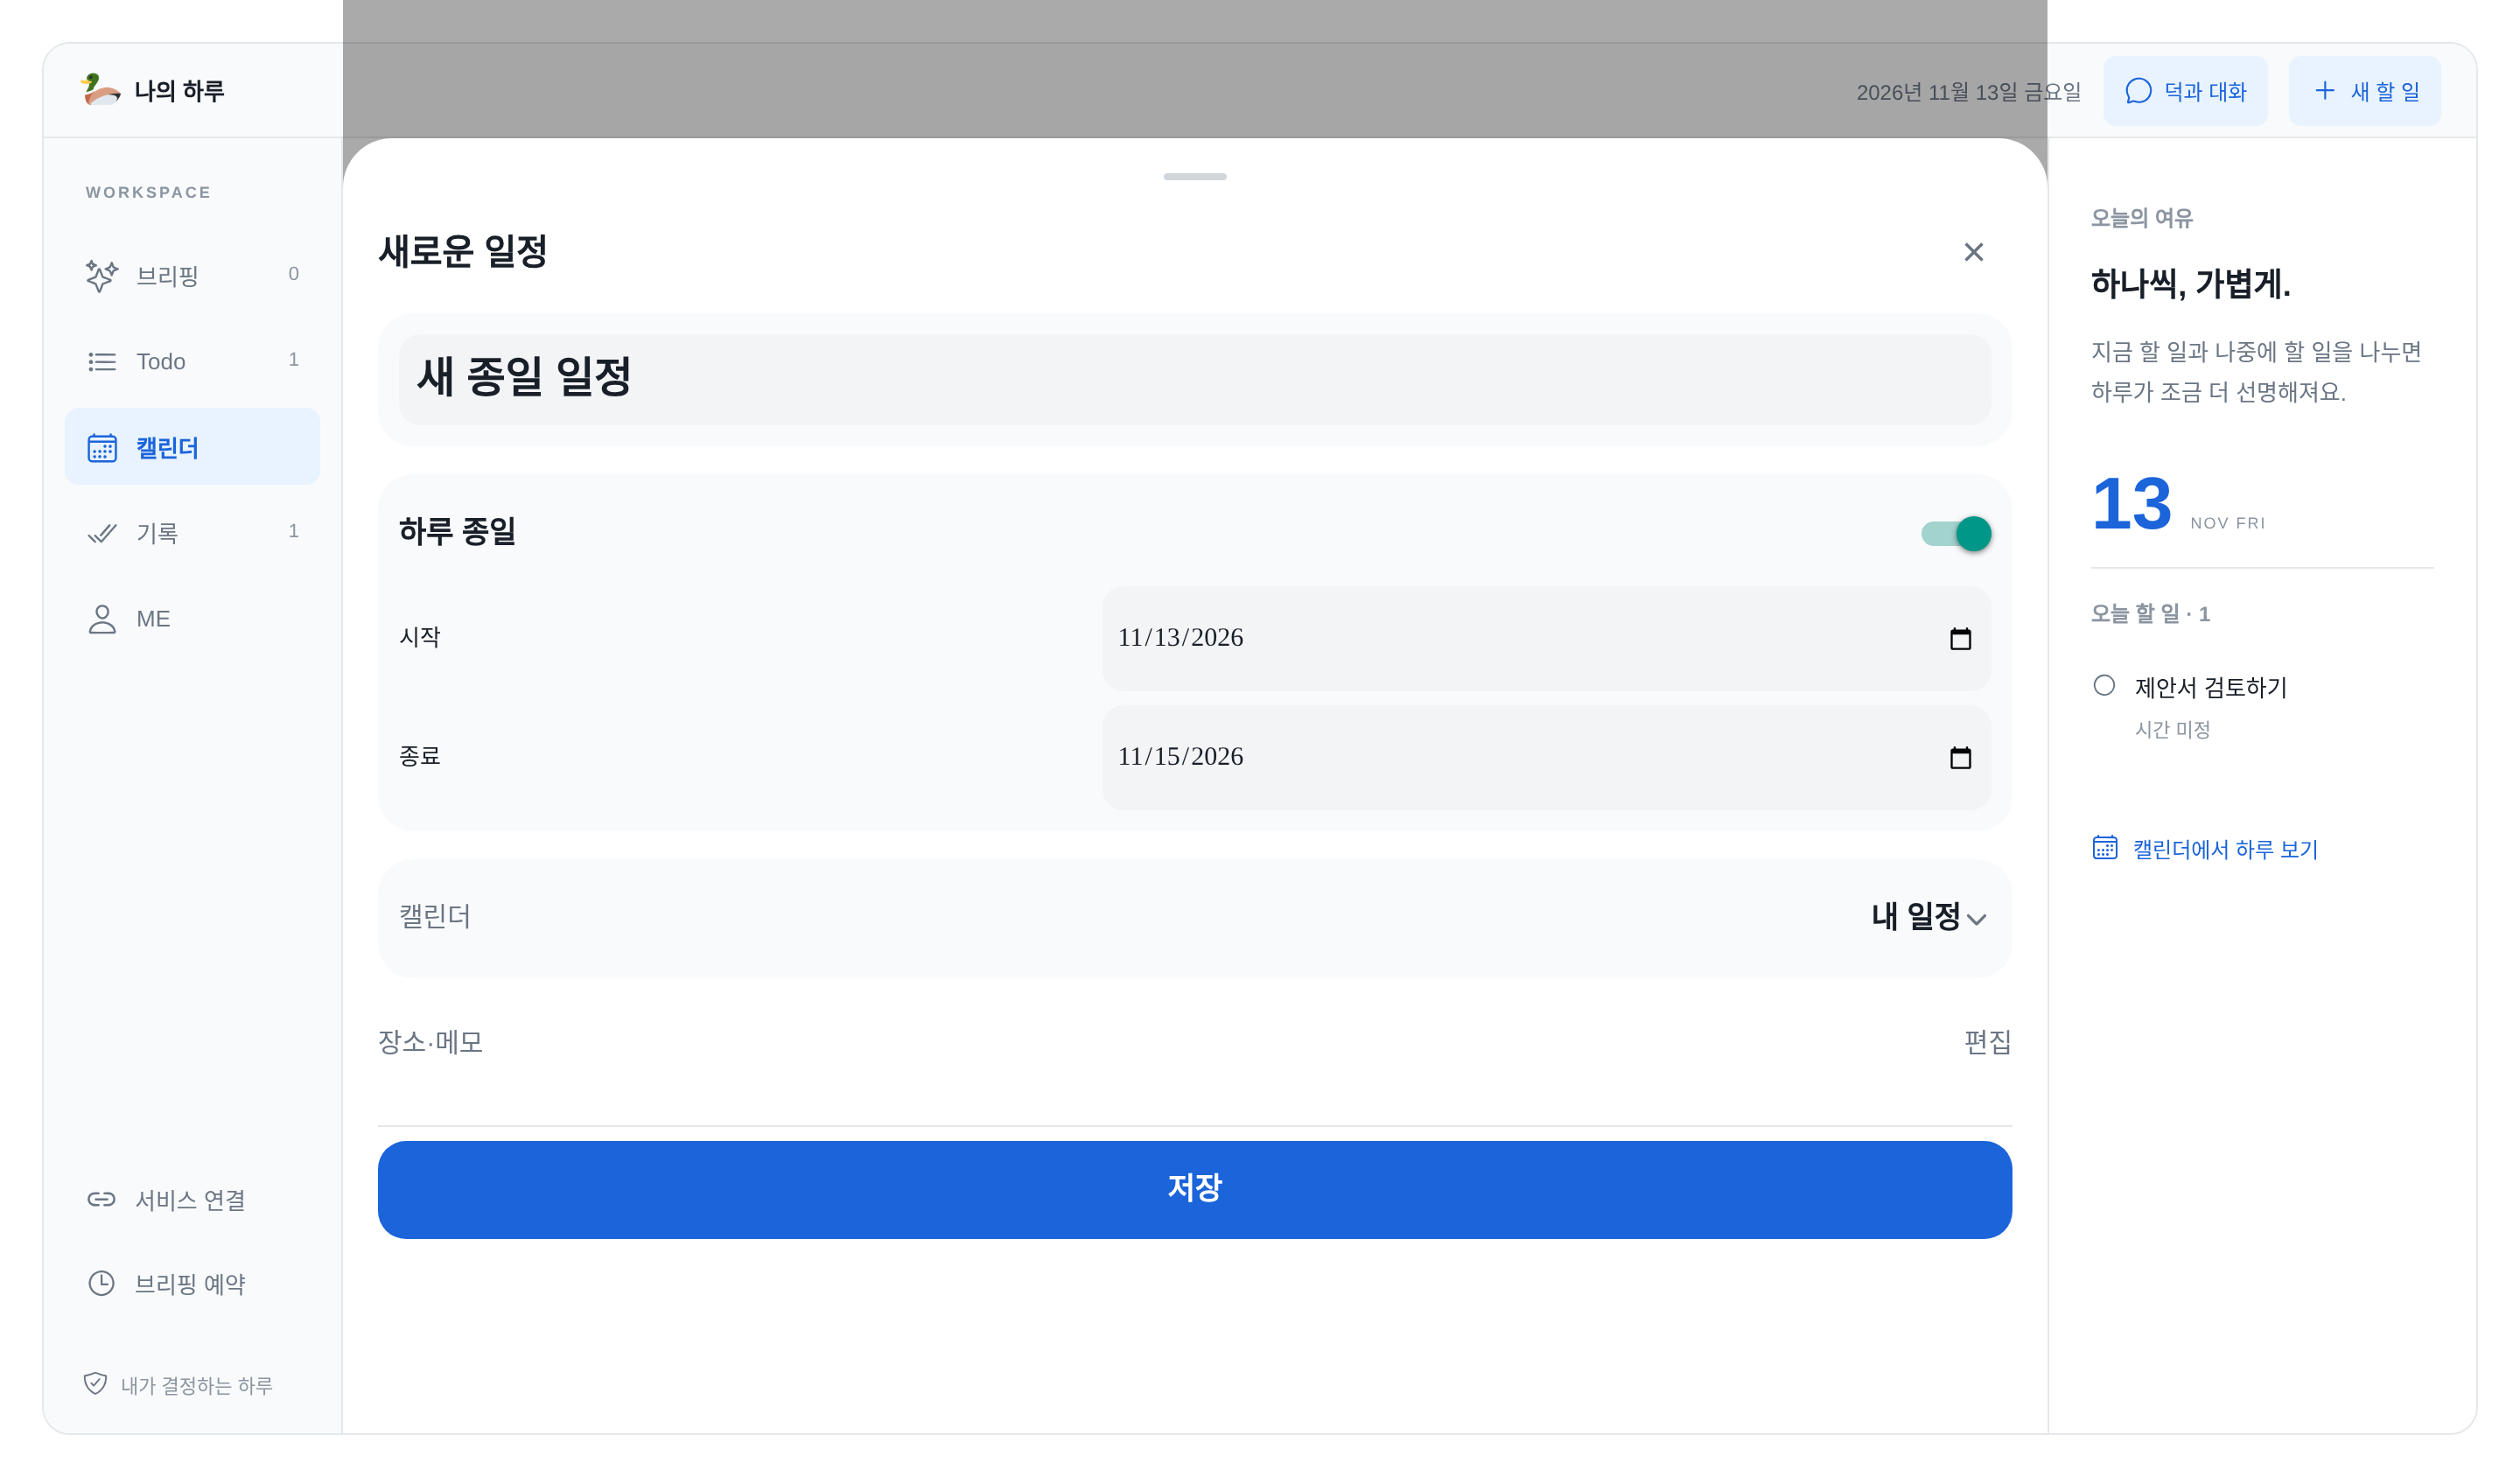 나의 하루
2026년 11월 13일 금요일
덕과 대화
새 할 일
WORKSPACE
브리핑 0
Todo 1
캘린더
기록 1
ME
서비스 연결
브리핑 예약
내가 결정하는 하루
새로운 일정
새 종일 일정
하루 종일
시작 11/13/2026
종료 11/15/2026
캘린더 내 일정
장소·메모 편집
저장
오늘의 여유
하나씩, 가볍게.
지금 할 일과 나중에 할 일을 나누면
하루가 조금 더 선명해져요.
13 NOV FRI
오늘 할 일 · 1
제안서 검토하기
시간 미정
캘린더에서 하루 보기